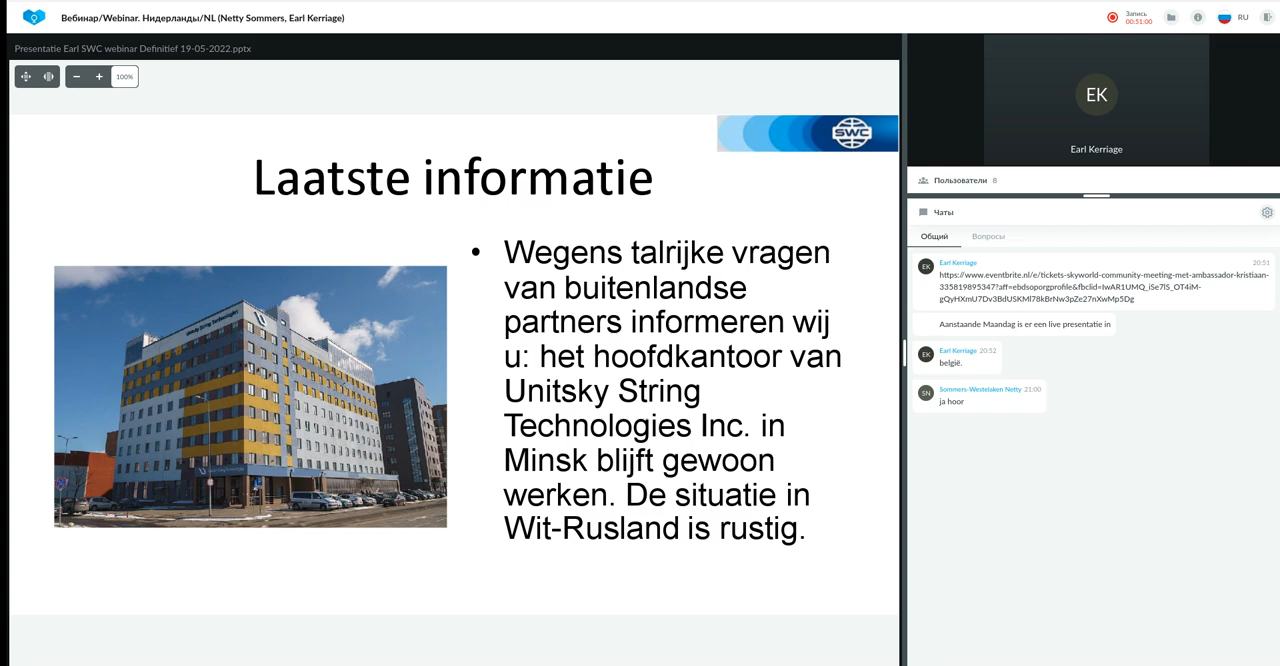 Вебинар/Webinar. Нидерланды/NL (Netty Sommers, Earl Kerriage)
Запись
00:51:00
RU
Presentatie Earl SWC webinar Definitief 19-05-2022.pptx
100%
SWC
Laatste informatie
• Wegens talrijke vragen
van buitenlandse
partners informeren wij
u: het hoofdkantoor van
Unitsky String
Technologies Inc. in
Minsk blijft gewoon
werken. De situatie in
Wit-Rusland is rustig.
Unitsky String Technologies
EK
Earl Kerriage
Пользователи 8
Чаты
Общий
Вопросы
EK
Earl Kerriage 20:51
https://www.eventbrite.nl/e/tickets-skyworld-community-meeting-met-ambassador-kristiaan-
335819895347?aff=ebdsoporgprofile&fbclid=IwAR1UMQ_iSe7lS_OT4iM-
gQyHXmU7Dv3BdUSKMl78kBrNw3pZe27nXwMp5Dg
Aanstaande Maandag is er een live presentatie in
EK
Earl Kerriage 20:52
belgië.
SN
Sommers-Westelaken Netty 21:00
ja hoor